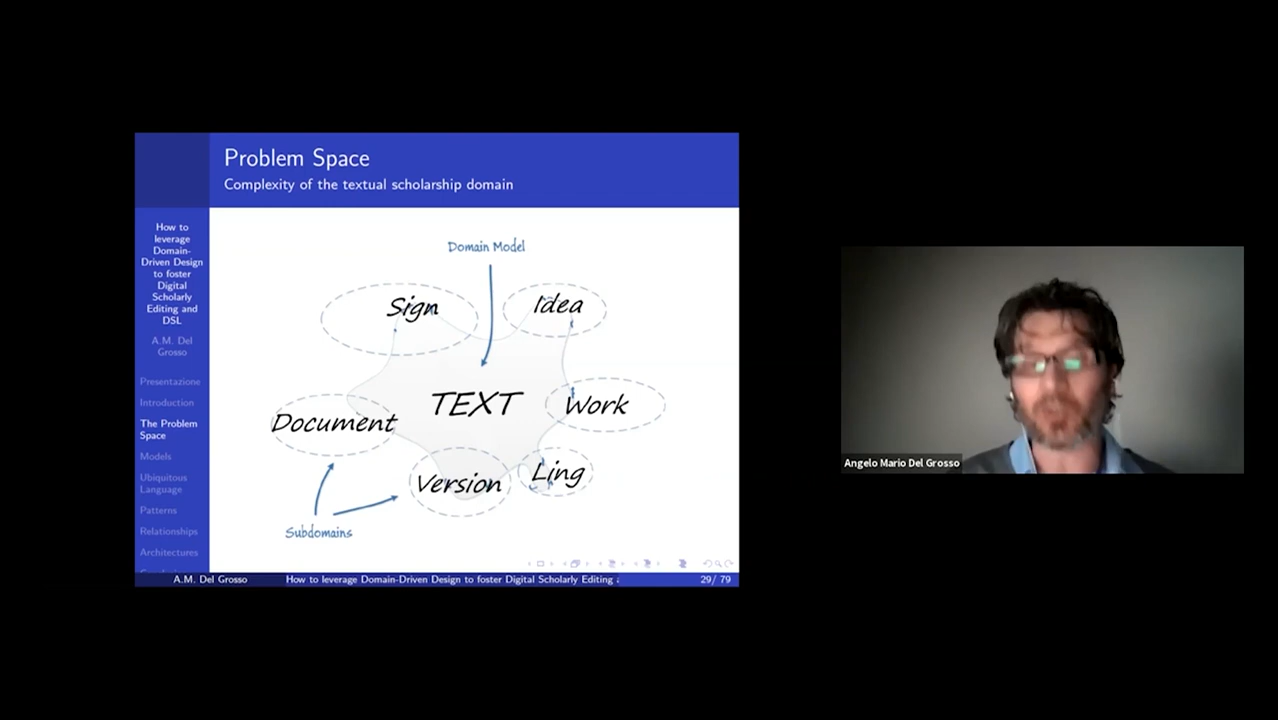 Problem Space
Complexity of the textual scholarship domain
How to
leverage
Domain-
Driven Design
to foster
Digital
Scholarly
Editing and
DSL
A.M. Del
Grosso
Presentazione
Introduction
The Problem
Space
Models
Ubiquitous
Language
Patterns
Relationships
Architectures
Domain Model
Sign
Idea
TEXT
Work
Document
Version
Ling
Subdomains
A.M. Del Grosso
How to leverage Domain-Driven Design to foster Digital Scholarly Editing
29/ 79
Angelo Mario Del Grosso